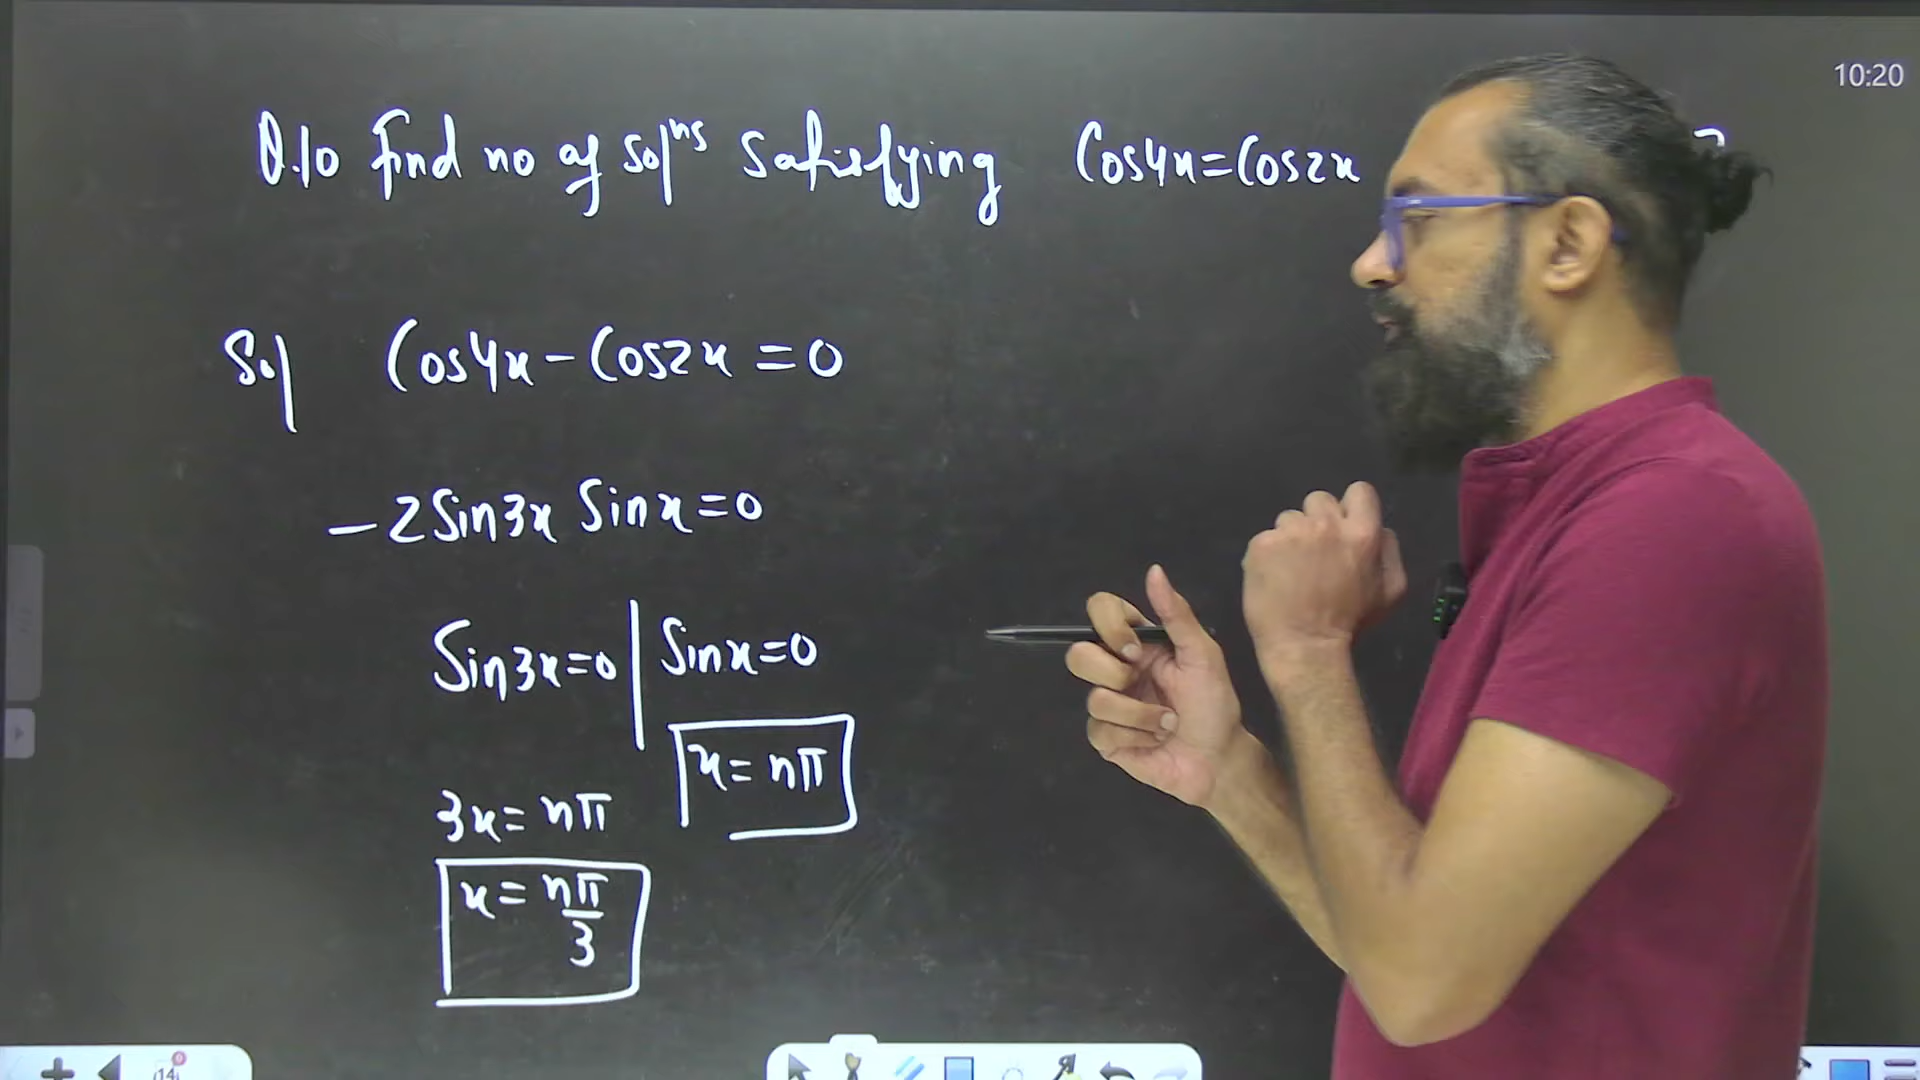 10:20
Q.10 Find no of solⁿˢ satisfying Cos4x=Cos2x
Sol Cos4x-Cos2x=0
-2Sin3x Sinx=0
Sin3x=0 | Sinx=0
x=nπ
3x=nπ
x=nπ/3
14